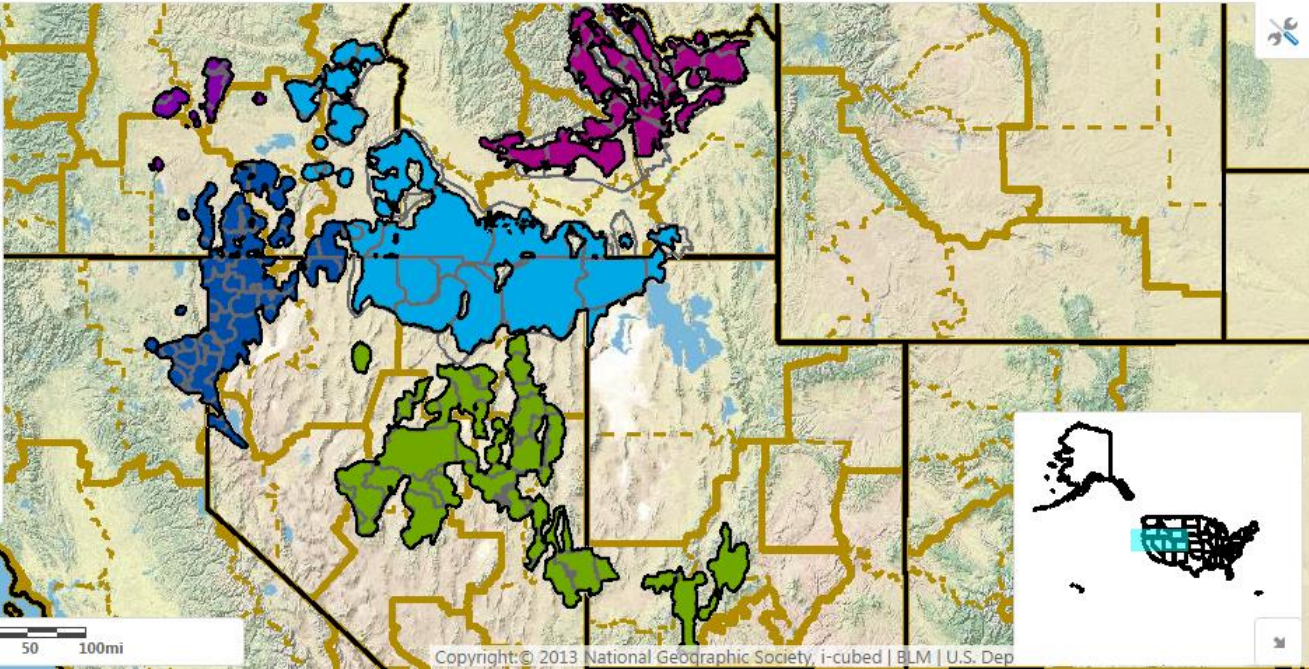 50 100mi
Copyright:© 2013 National Geographic Society, i-cubed | BLM | U.S. Dep